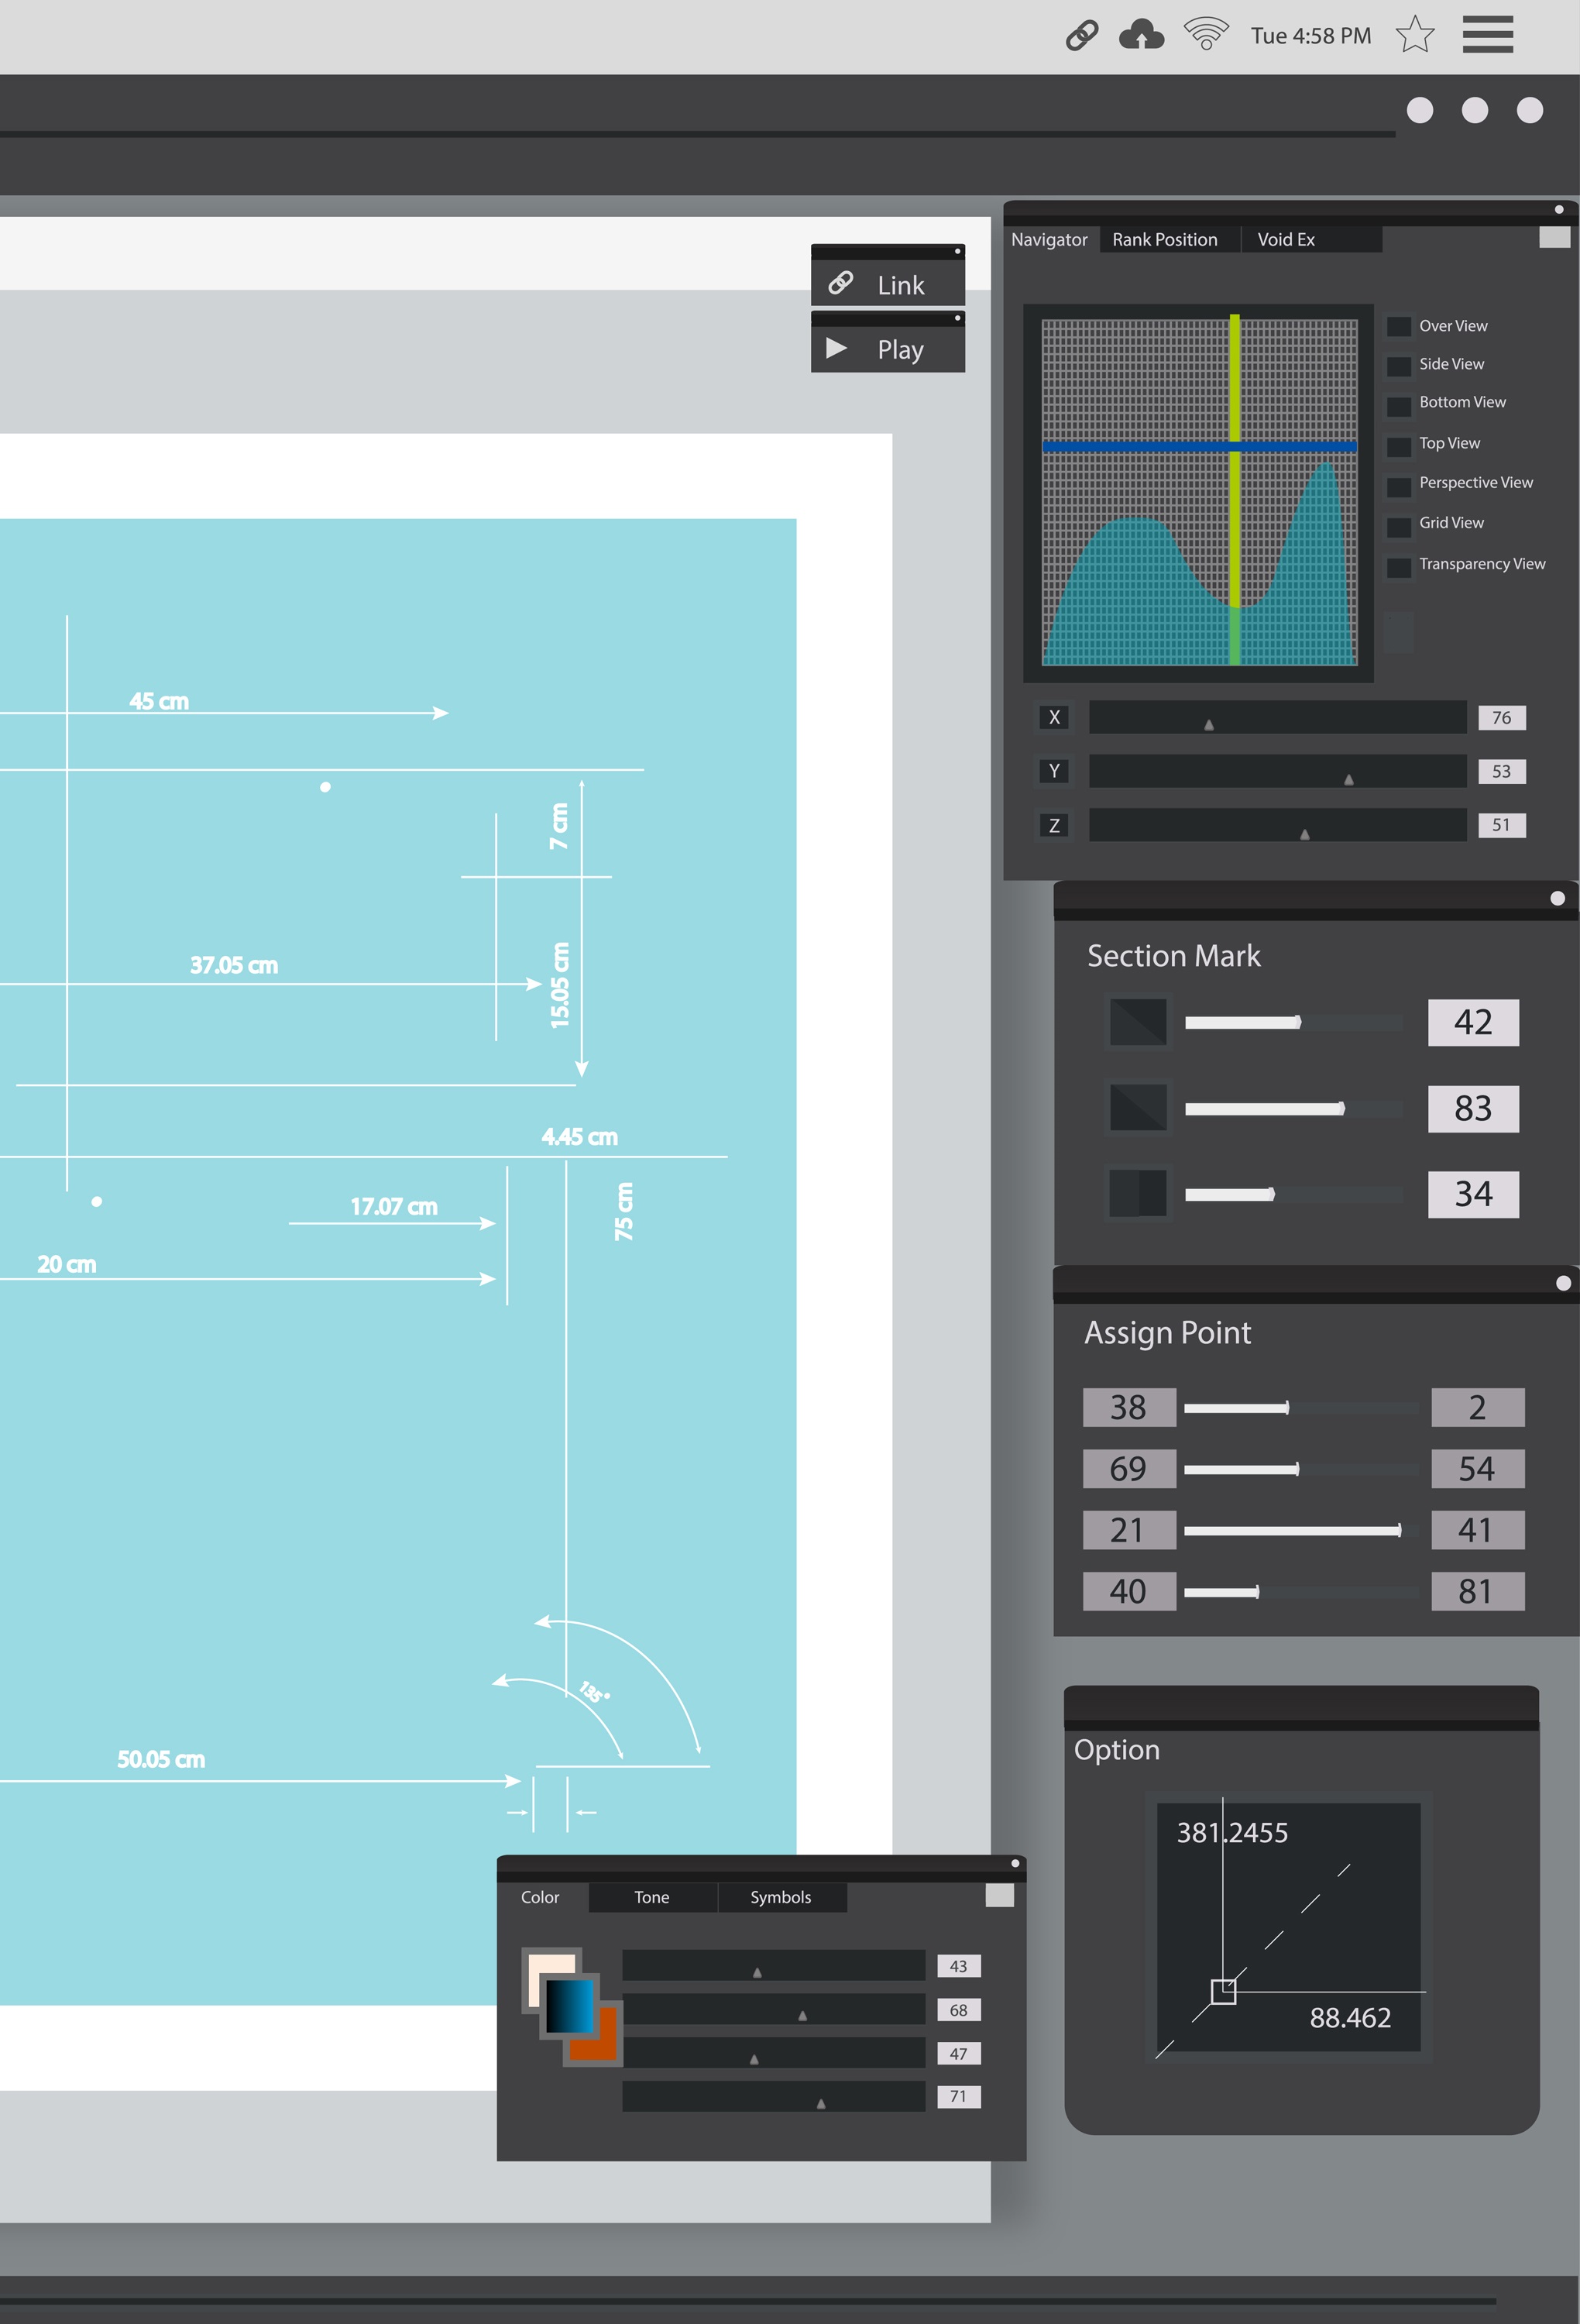 Tue 4:58 PM
Link
Play
Navigator Rank Position Void Ex
Over View
Side View
Bottom View
Top View
Perspective View
Grid View
Transparency View
X 76
Y 53
Z 51
45 cm
7 cm
37.05 cm
15.05 cm
4.45 cm
17.07 cm
75 cm
20 cm
135°
50.05 cm
Section Mark
42
83
34
Assign Point
38 2
69 54
21 41
40 81
Option
381.2455
88.462
Color Tone Symbols
43
68
47
71